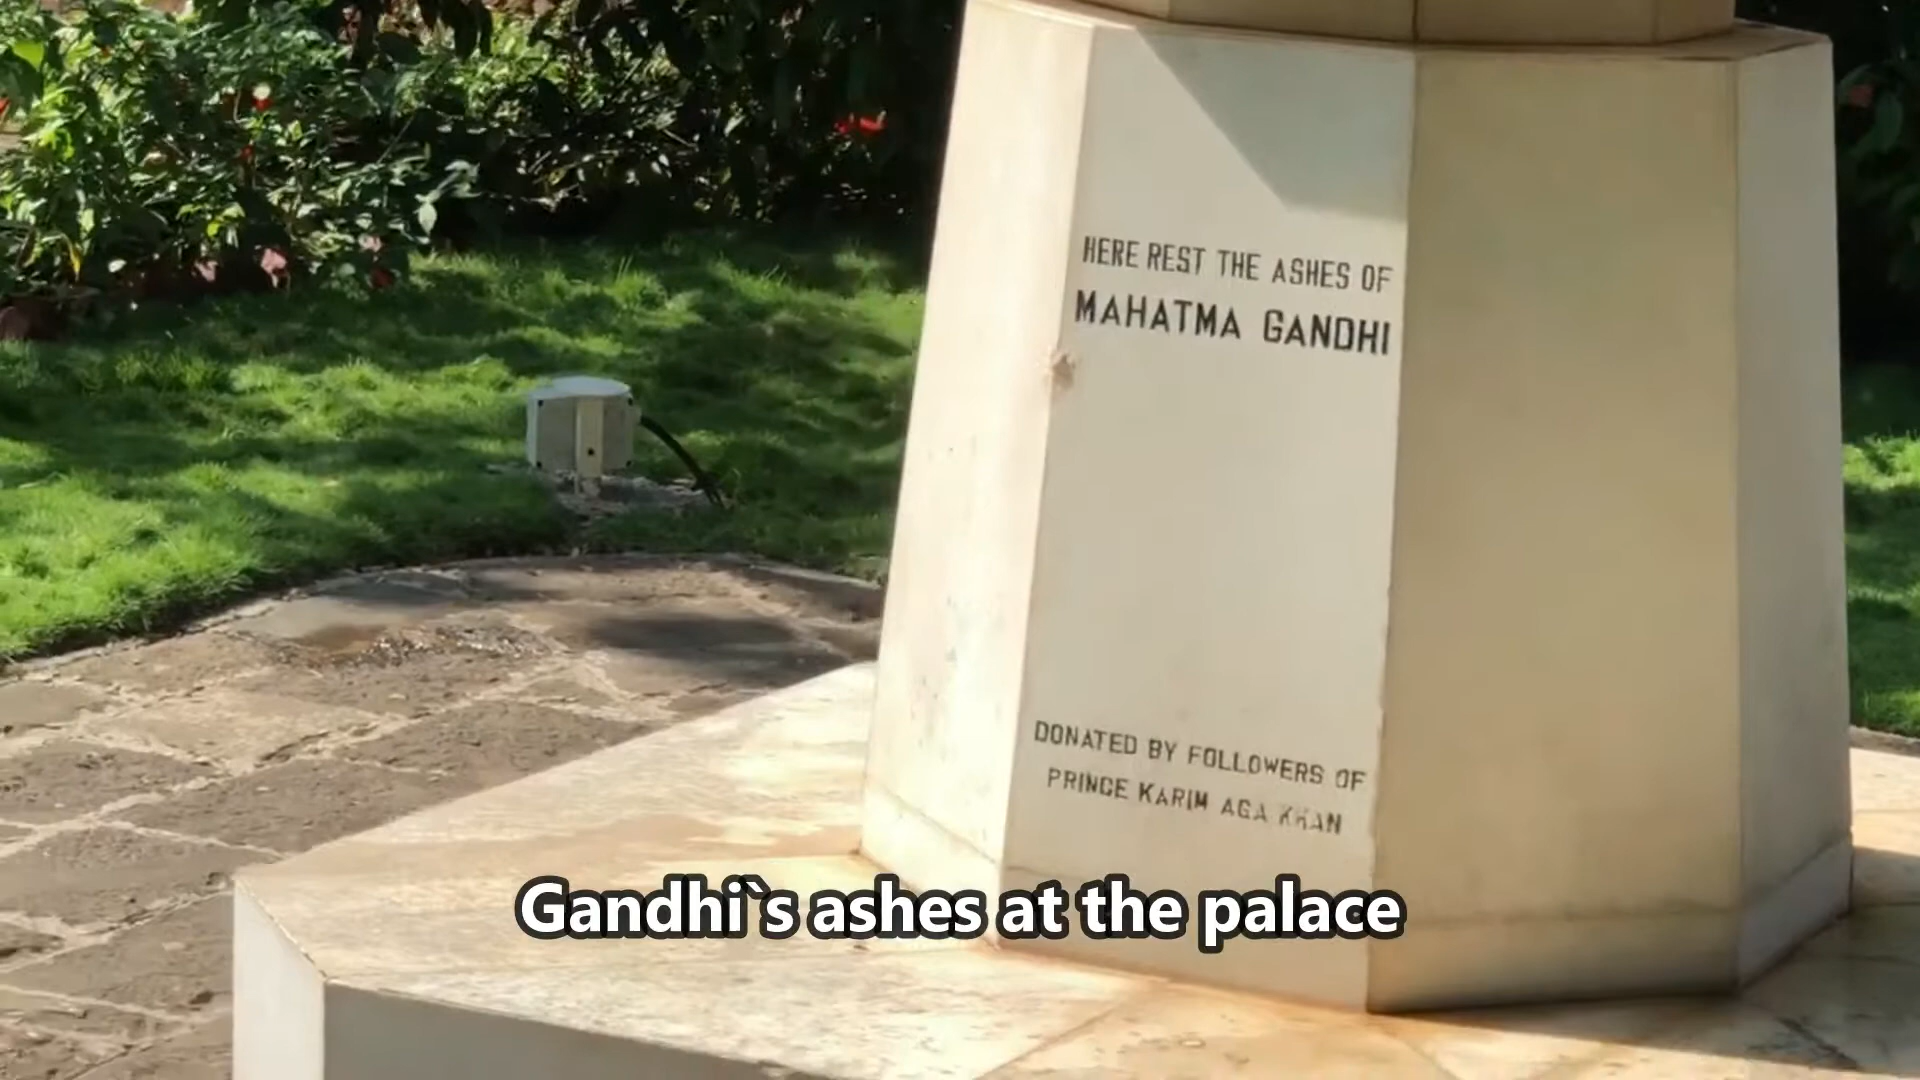 HERE REST THE ASHES OF
MAHATMA GANDHI
DONATED BY FOLLOWERS OF
PRINCE KARIM AGA KHAN
Gandhi`s ashes at the palace